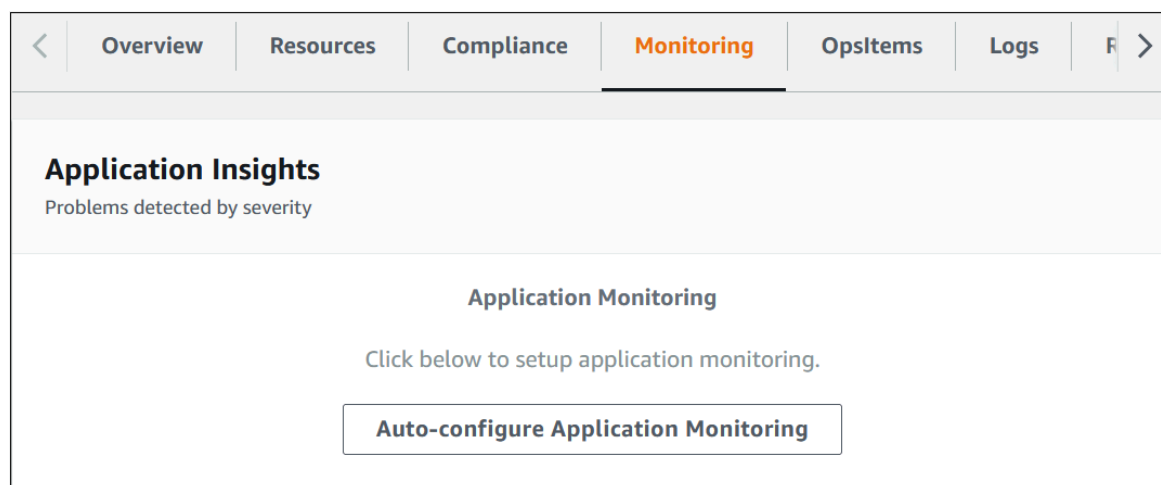 Overview Resources Compliance Monitoring OpsItems Logs
Application Insights
Problems detected by severity
Application Monitoring
Click below to setup application monitoring.
Auto-configure Application Monitoring